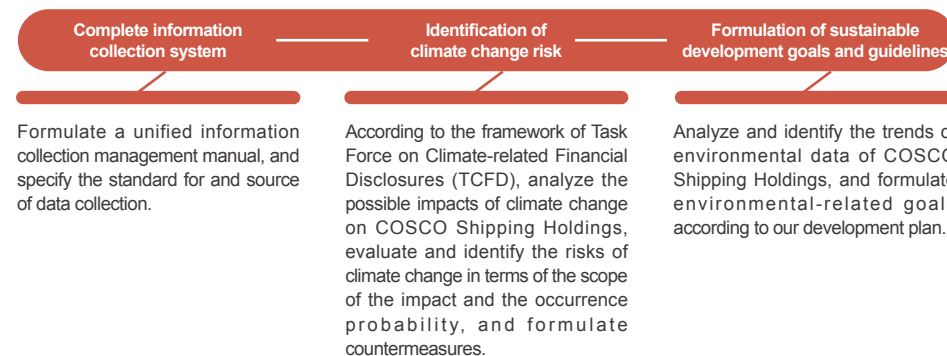 Complete information
collection system
Identification of
climate change risk
Formulation of sustainable
development goals and guidelines
Formulate a unified information
collection management manual, and
specify the standard for and source
of data collection.
According to the framework of Task
Force on Climate-related Financial
Disclosures (TCFD), analyze the
possible impacts of climate change
on COSCO Shipping Holdings,
evaluate and identify the risks of
climate change in terms of the scope
of the impact and the occurrence
probability, and formulate
countermeasures.
Analyze and identify the trends o
environmental data of COSCO
Shipping Holdings, and formulate
environmental-related goal
according to our development plan.